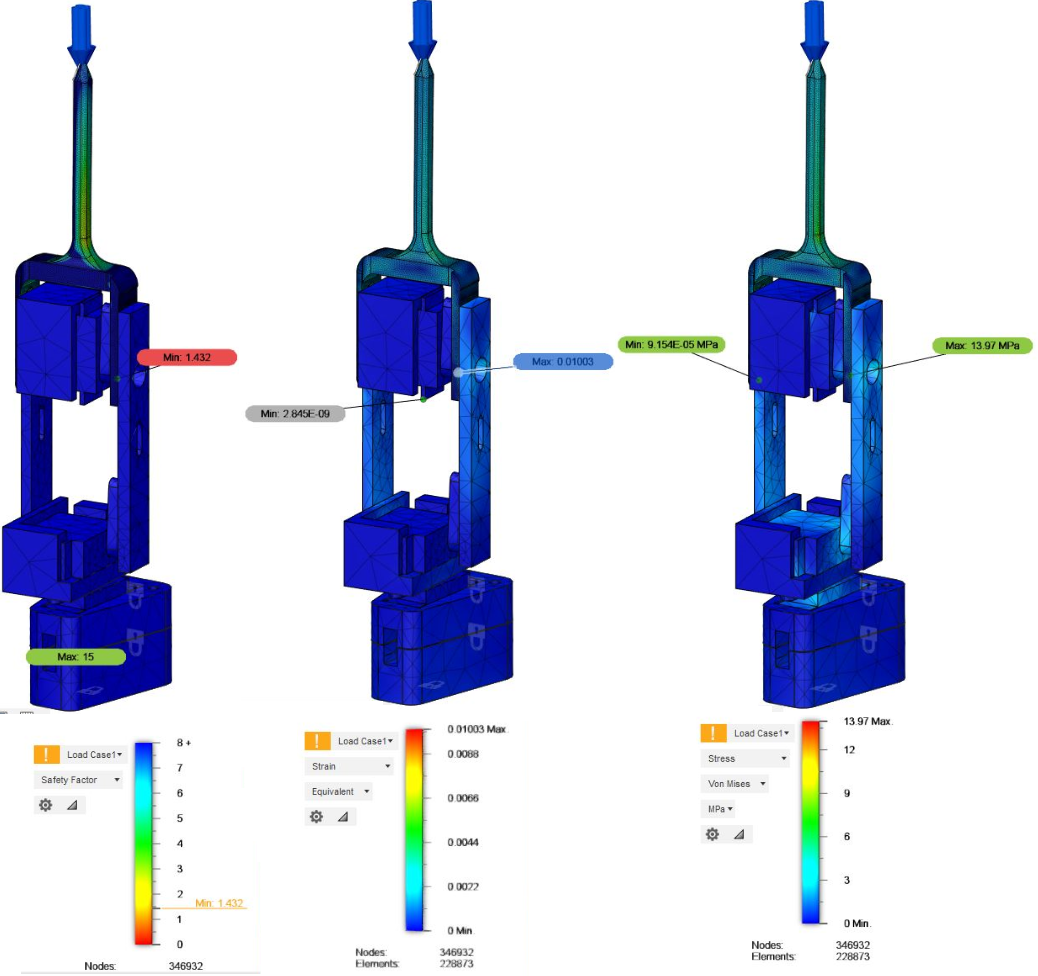 Min: 1.432
Max: 15
Min: 2.845E-09
Max: 0.01003
Min: 9.154E-05 MPa
Max: 13.97 MPa
! Load Case1
Safety Factor
8 +
7
6
5
4
3
2
Min: 1.432
1
0
Nodes: 346932
! Load Case1
Strain
Equivalent
0.01003 Max.
0.0088
0.0066
0.0044
0.0022
0 Min.
Nodes: 346932
Elements: 228873
! Load Case1
Stress
Von Mises
MPa
13.97 Max.
12
9
6
3
0 Min.
Nodes: 346932
Elements: 228873